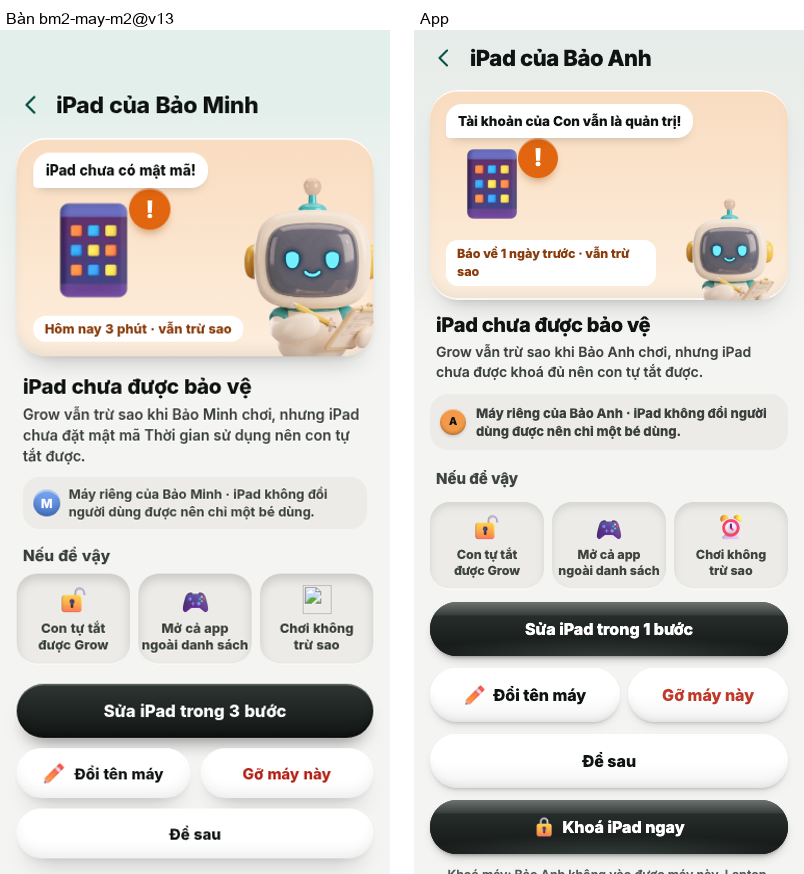 Bản bm2-may-m2@v13
iPad của Bảo Minh
iPad chưa có mật mã!
!
Hôm nay 3 phút · vẫn trừ sao
iPad chưa được bảo vệ
Grow vẫn trừ sao khi Bảo Minh chơi, nhưng iPad
chưa đặt mật mã Thời gian sử dụng nên con tự
tắt được.
M
Máy riêng của Bảo Minh · iPad không đổi
người dùng được nên chỉ một bé dùng.
Nếu để vậy
Con tự tắt
được Grow
Mở cả app
ngoài danh sách
Chơi không
trừ sao
Sửa iPad trong 3 bước
Đổi tên máy
Gỡ máy này
Để sau
App
iPad của Bảo Anh
Tài khoản của Con vẫn là quản trị!
!
Báo về 1 ngày trước · vẫn trừ
sao
iPad chưa được bảo vệ
Grow vẫn trừ sao khi Bảo Anh chơi, nhưng iPad
chưa được khoá đủ nên con tự tắt được.
A
Máy riêng của Bảo Anh · iPad không đổi người
dùng được nên chỉ một bé dùng.
Nếu để vậy
Con tự tắt
được Grow
Mở cả app
ngoài danh sách
Chơi không
trừ sao
Sửa iPad trong 1 bước
Đổi tên máy
Gỡ máy này
Để sau
Khoá iPad ngay
Khoá máy: Bảo Anh không vào được máy này. Laptop